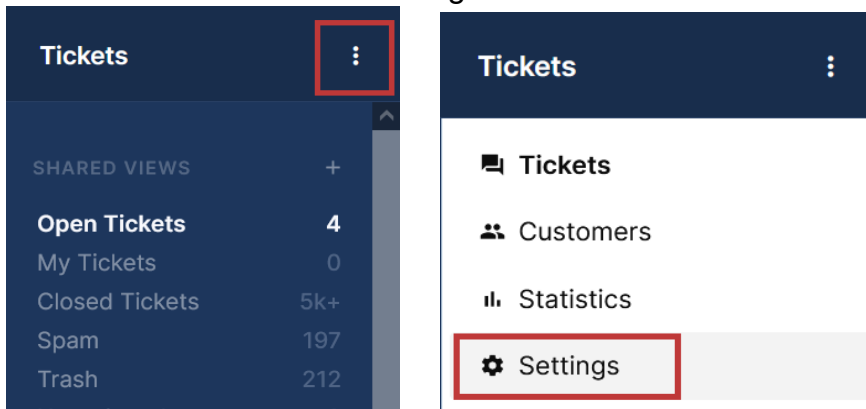 Tickets
SHARED VIEWS +
Open Tickets 4
My Tickets 0
Closed Tickets 5k+
Spam 197
Trash 212
Tickets
Tickets
Customers
Statistics
Settings